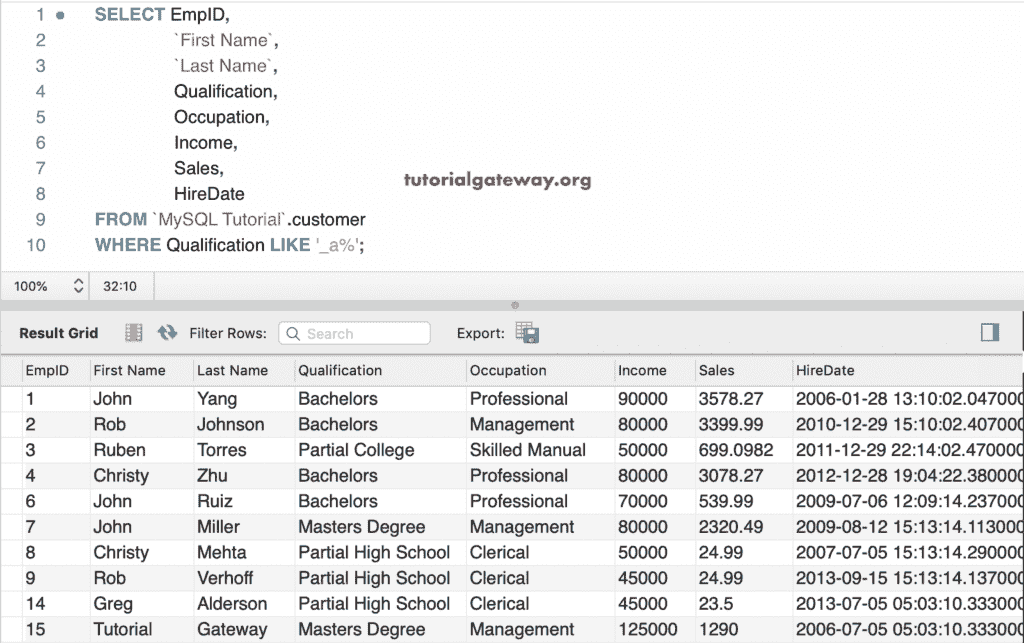 1 SELECT EmpID,
2 `First Name`,
3 `Last Name`,
4 Qualification,
5 Occupation,
6 Income,
7 Sales,
8 HireDate
9 FROM `MySQL Tutorial`.customer
10 WHERE Qualification LIKE '_a%';
tutorialgateway.org
100% 32:10
Result Grid Filter Rows: Search Export:
EmpID First Name Last Name Qualification Occupation Income Sales HireDate
1 John Yang Bachelors Professional 90000 3578.27 2006-01-28 13:10:02.047000
2 Rob Johnson Bachelors Management 80000 3399.99 2010-12-29 15:10:02.407000
3 Ruben Torres Partial College Skilled Manual 50000 699.0982 2011-12-29 22:14:02.470000
4 Christy Zhu Bachelors Professional 80000 3078.27 2012-12-28 19:04:22.380000
6 John Ruiz Bachelors Professional 70000 539.99 2009-07-06 12:09:14.237000
7 John Miller Masters Degree Management 80000 2320.49 2009-08-12 15:13:14.113000
8 Christy Mehta Partial High School Clerical 50000 24.99 2007-07-05 15:13:14.290000
9 Rob Verhoff Partial High School Clerical 45000 24.99 2013-09-15 15:13:14.137000
14 Greg Alderson Partial High School Clerical 45000 23.5 2013-07-05 05:03:10.333000
15 Tutorial Gateway Masters Degree Management 125000 1290 2006-07-05 05:03:10.333000